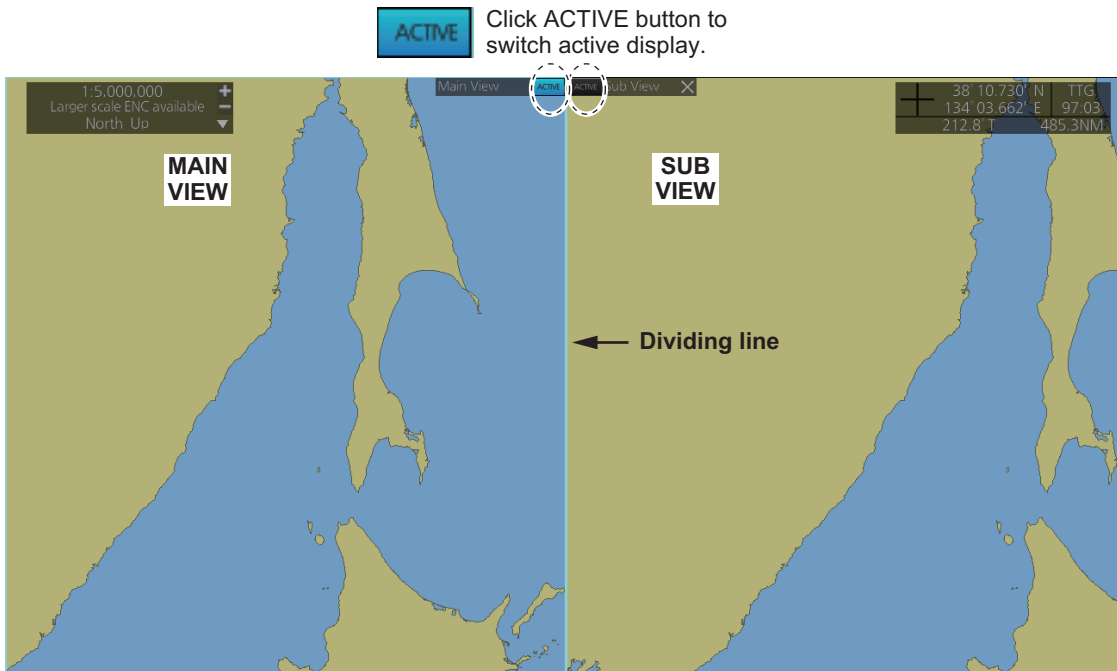 ACTIVE
Click ACTIVE button to
switch active display.
1:5,000,000
Larger scale ENC available
North Up
Main View
ACTIVE
ACTIVE
Sub View
38° 10.730' N
TTG
134° 03.662' E
97:03
212.8°T
485.3NM
MAIN
VIEW
SUB
VIEW
Dividing line